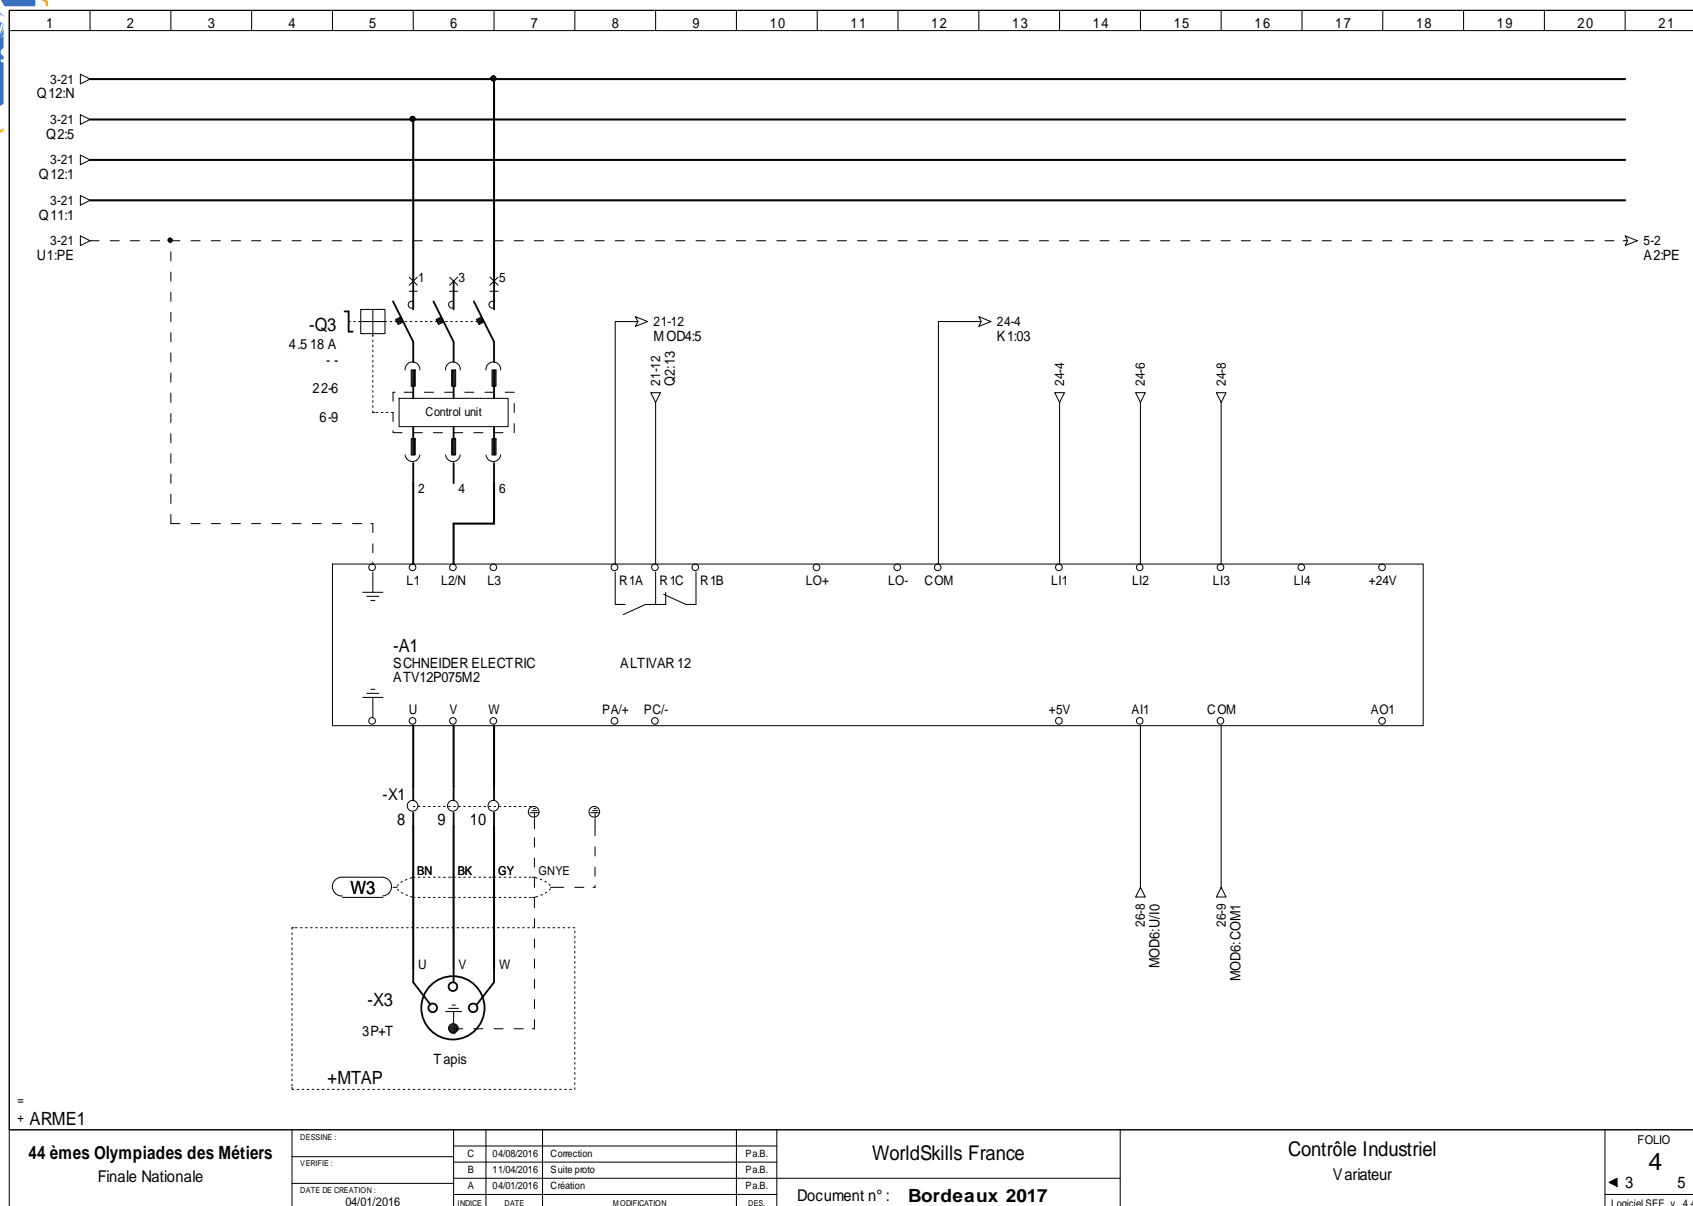 1 2 3 4 5 6 7 8 9 10 11 12 13 14 15 16 17 18 19 20 21
3-21
Q12:N
3-21
Q2:5
3-21
Q12:1
3-21
Q11:1
3-21
U1:PE
5-2
A2:PE
1 3 5
-Q3
4.5 18 A
- -
22-6
6-9
Control unit
2 4 6
21-12
MOD4:5
21-12
Q2:13
24-4
K1:03
24-4
24-6
24-8
L1 L2/N L3 R1A R1C R1B LO+ LO- COM LI1 LI2 LI3 LI4 +24V
-A1
SCHNEIDER ELECTRIC
ATV12P075M2
ALTIVAR 12
U V W PA/+ PC/- +5V AI1 COM AO1
-X1
8 9 10
BN BK GY GNYE
W3
26-8
MOD6:U/I0
26-9
MOD6:COM1
U V W
-X3
3P+T
Tapis
+MTAP
=
+ ARME1
44 èmes Olympiades des Métiers
Finale Nationale
DESSINE :
VERIFIE :
DATE DE CREATION :
04/01/2016
C 04/08/2016 Correction Pa.B.
B 11/04/2016 Suite proto Pa.B.
A 04/01/2016 Création Pa.B.
INDICE DATE MODIFICATION DES.
WorldSkills France
Document n° : Bordeaux 2017
Contrôle Industriel
Variateur
FOLIO
4
3 5